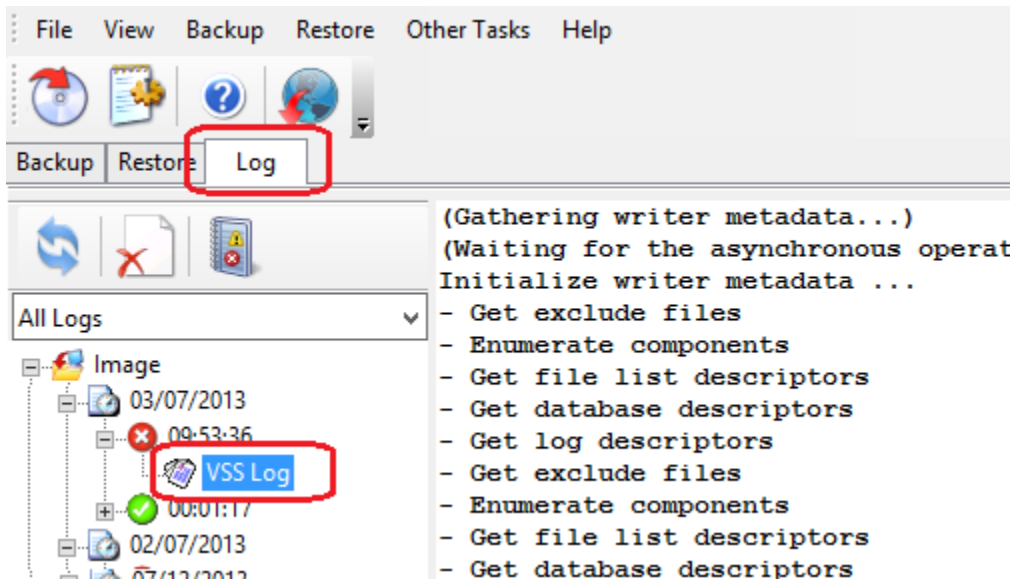 File View Backup Restore Other Tasks Help
Backup Restore Log
All Logs
Image
03/07/2013
09:53:36
VSS Log
00:01:17
02/07/2013
07/12/2013
(Gathering writer metadata...)
(Waiting for the asynchronous operat
Initialize writer metadata ...
- Get exclude files
- Enumerate components
- Get file list descriptors
- Get database descriptors
- Get log descriptors
- Get exclude files
- Enumerate components
- Get file list descriptors
- Get database descriptors